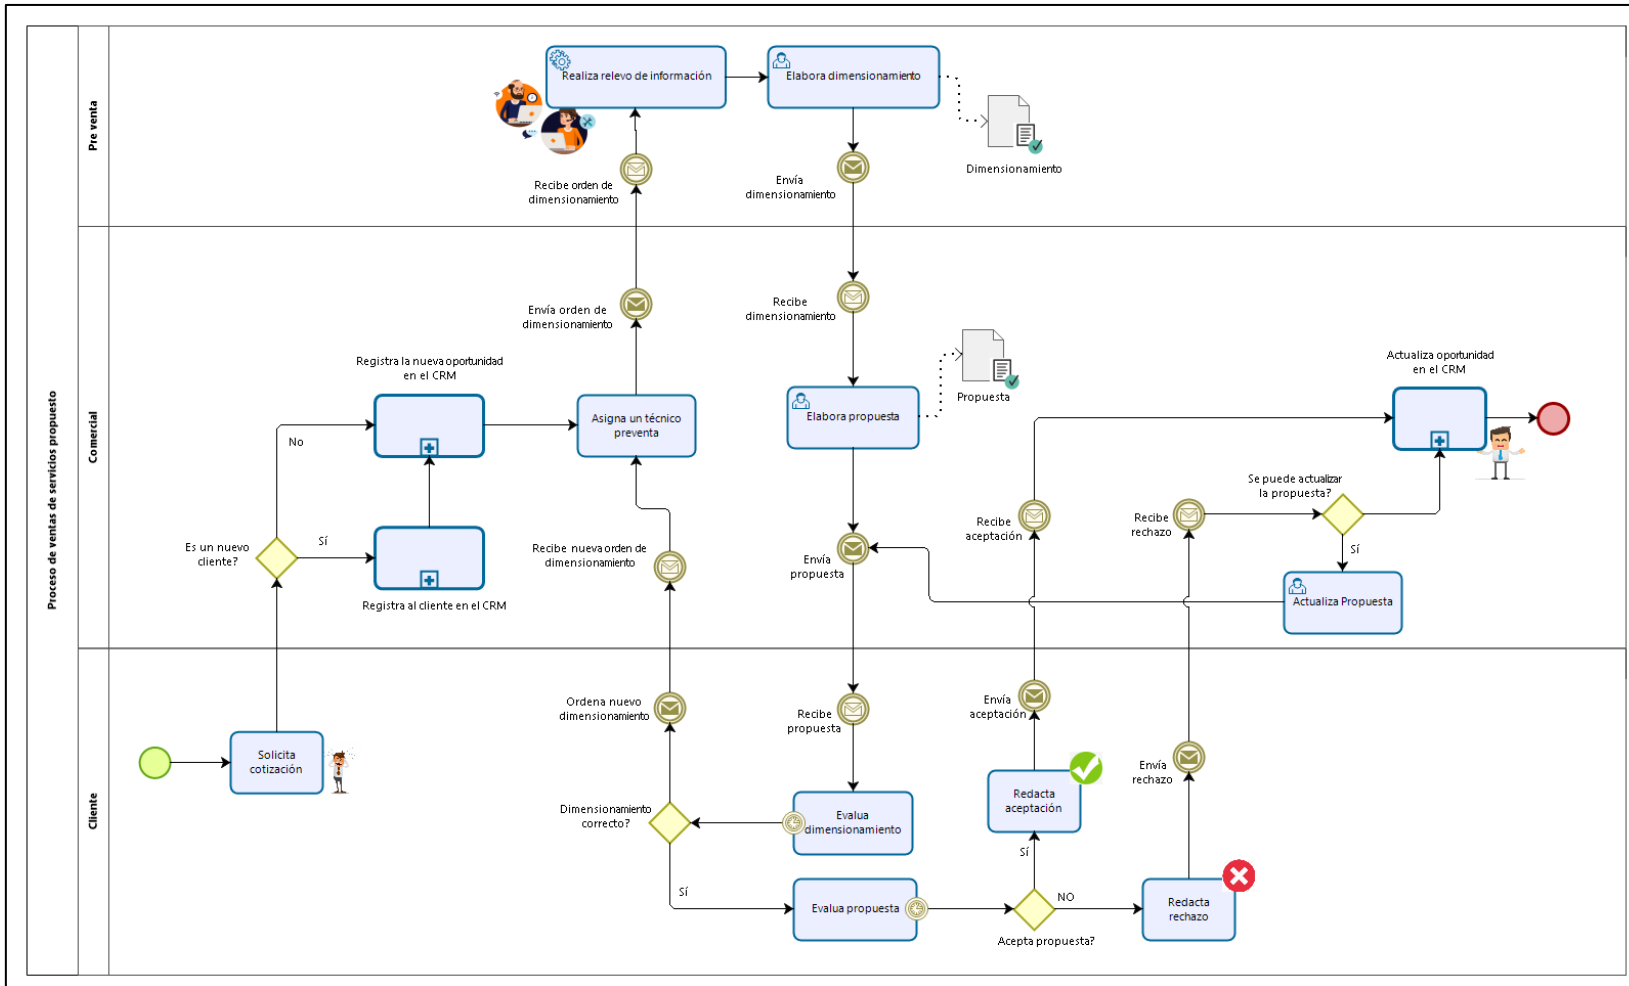 Proceso de ventas de servicios propuesto
Pre venta
Realiza relevo de información
Elabora dimensionamiento
Dimensionamiento
Recibe orden de
dimensionamiento
Envía
dimensionamiento
Comercial
Envía orden de
dimensionamiento
Recibe
dimensionamiento
Registra la nueva oportunidad
en el CRM
Actualiza oportunidad
en el CRM
Propuesta
Asigna un técnico
preventa
Elabora propuesta
No
Se puede actualizar
la propuesta?
Recibe
aceptación
Recibe
rechazo
Es un nuevo
cliente?
Sí
Recibe nueva orden de
dimensionamiento
Envía
propuesta
Sí
Registra al cliente en el CRM
Actualiza Propuesta
Cliente
Ordena nuevo
dimensionamiento
Recibe
propuesta
Envía
aceptación
Solicita
cotización
Envía
rechazo
Redacta
aceptación
Dimensionamiento
correcto?
Evalua
dimensionamiento
Sí
Sí
Evalua propuesta
NO
Redacta
rechazo
Acepta propuesta?